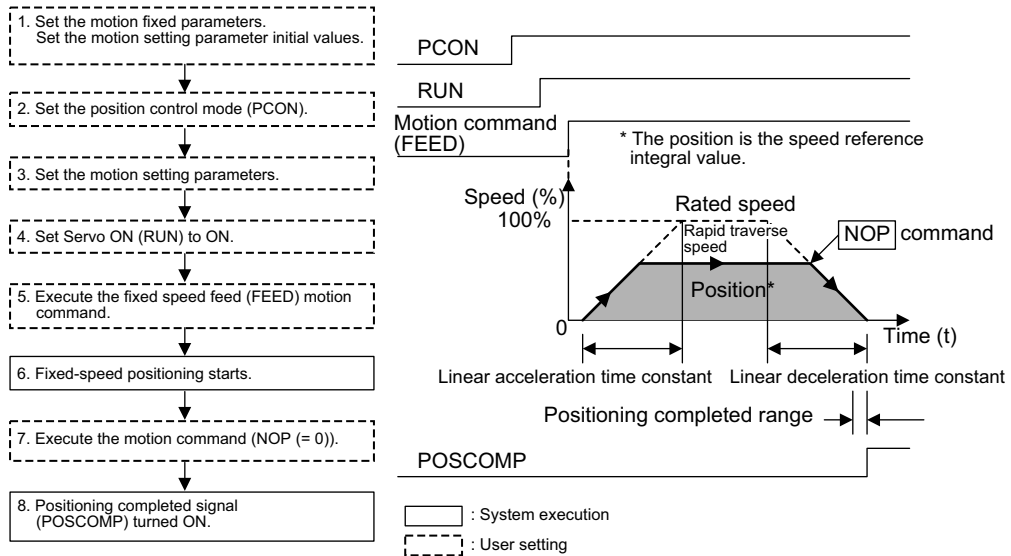 1. Set the motion fixed parameters.
Set the motion setting parameter initial values.
2. Set the position control mode (PCON).
3. Set the motion setting parameters.
4. Set Servo ON (RUN) to ON.
5. Execute the fixed speed feed (FEED) motion
command.
6. Fixed-speed positioning starts.
7. Execute the motion command (NOP (= 0)).
8. Positioning completed signal
(POSCOMP) turned ON.
PCON
RUN
Motion command
(FEED)
* The position is the speed reference
integral value.
Speed (%)
100%
Rated speed
Rapid traverse
speed
NOP command
Position*
0
Time (t)
Linear acceleration time constant
Linear deceleration time constant
Positioning completed range
POSCOMP
: System execution
: User setting